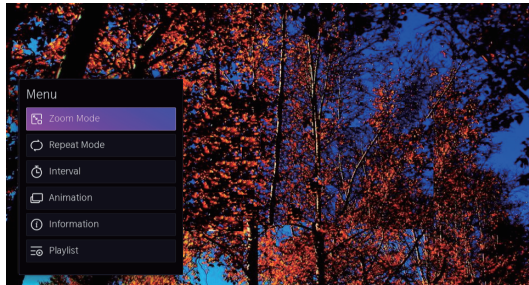 Menu
Zoom Mode
Repeat Mode
Interval
Animation
Information
Playlist